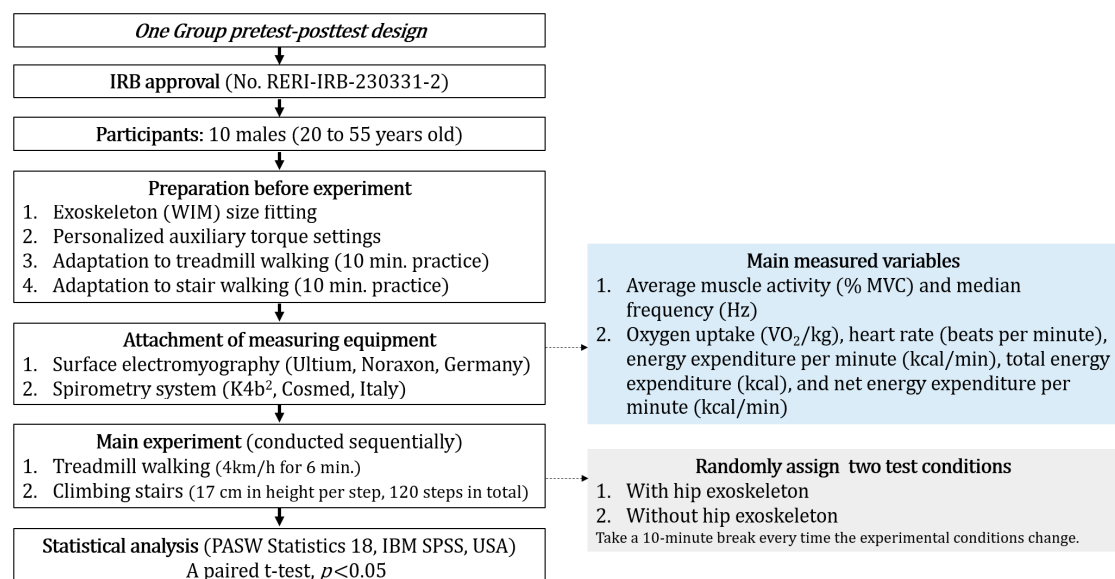 One Group pretest-posttest design
IRB approval (No. RERI-IRB-230331-2)
Participants: 10 males (20 to 55 years old)
Preparation before experiment
1. Exoskeleton (WIM) size fitting
2. Personalized auxiliary torque settings
3. Adaptation to treadmill walking (10 min. practice)
4. Adaptation to stair walking (10 min. practice)
Attachment of measuring equipment
1. Surface electromyography (Ultium, Noraxon, Germany)
2. Spirometry system (K4b², Cosmed, Italy)
Main measured variables
1. Average muscle activity (% MVC) and median
frequency (Hz)
2. Oxygen uptake (VO₂/kg), heart rate (beats per minute),
energy expenditure per minute (kcal/min), total energy
expenditure (kcal), and net energy expenditure per
minute (kcal/min)
Main experiment (conducted sequentially)
1. Treadmill walking (4km/h for 6 min.)
2. Climbing stairs (17 cm in height per step, 120 steps in total)
Randomly assign two test conditions
1. With hip exoskeleton
2. Without hip exoskeleton
Take a 10-minute break every time the experimental conditions change.
Statistical analysis (PASW Statistics 18, IBM SPSS, USA)
A paired t-test, p<0.05